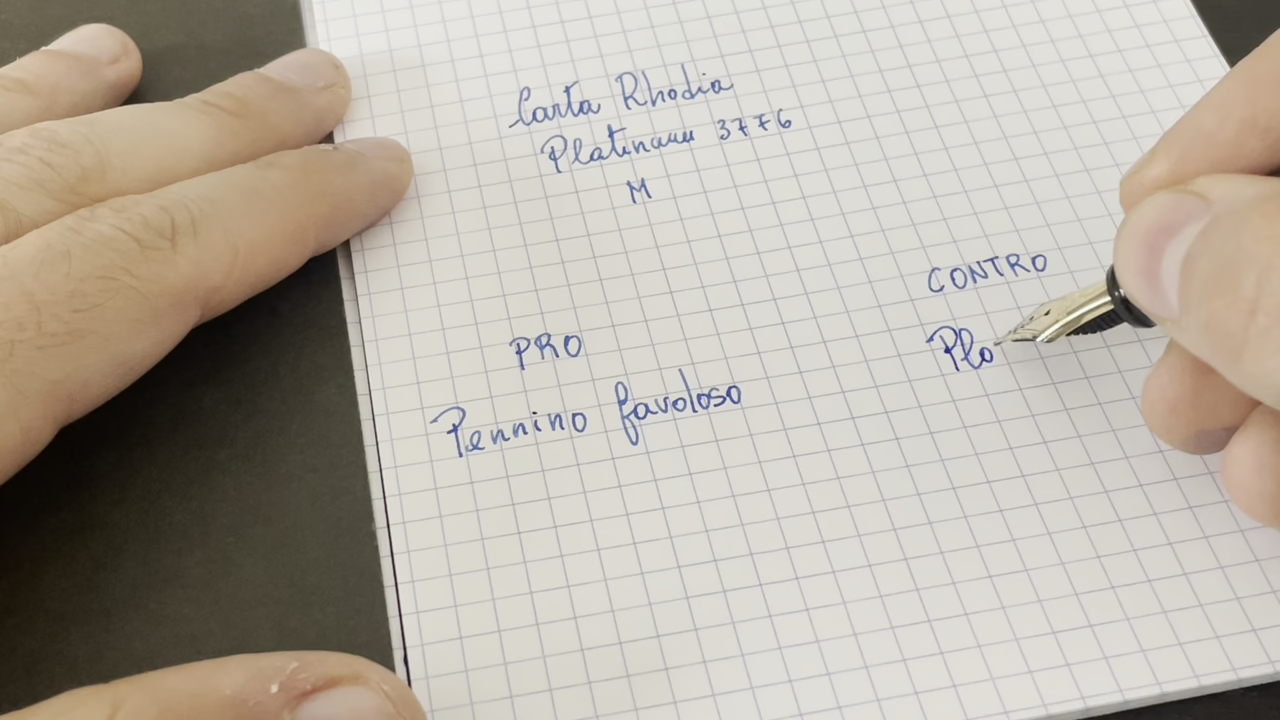 Carta Rhodia
Platinum 3776
M
PRO
Pennino favoloso
CONTRO
Plo